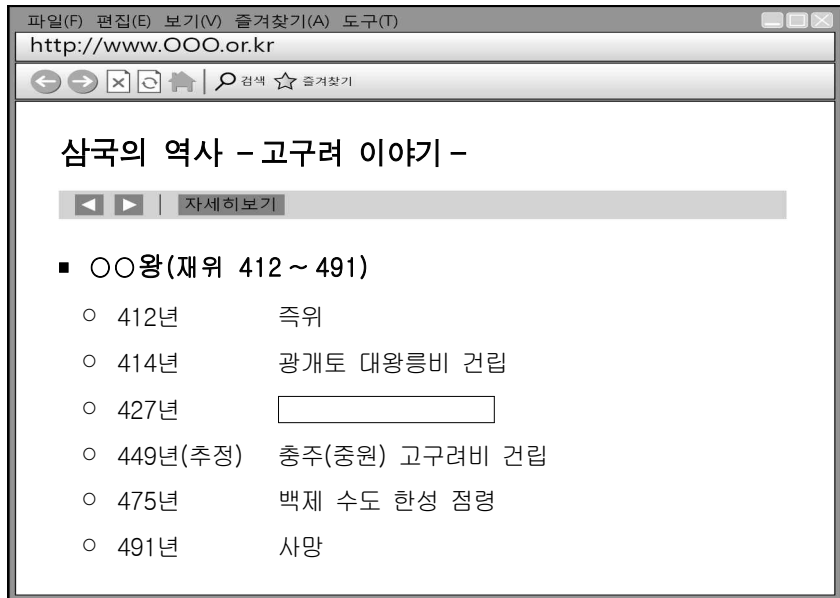 파일(F) 편집(E) 보기(V) 즐겨찾기(A) 도구(T)
http://www.OOO.or.kr
검색 즐겨찾기
삼국의 역사 – 고구려 이야기 –
자세히보기
■ ○○왕(재위 412 ~ 491)
○ 412년 즉위
○ 414년 광개토 대왕릉비 건립
○ 427년
○ 449년(추정) 충주(중원) 고구려비 건립
○ 475년 백제 수도 한성 점령
○ 491년 사망